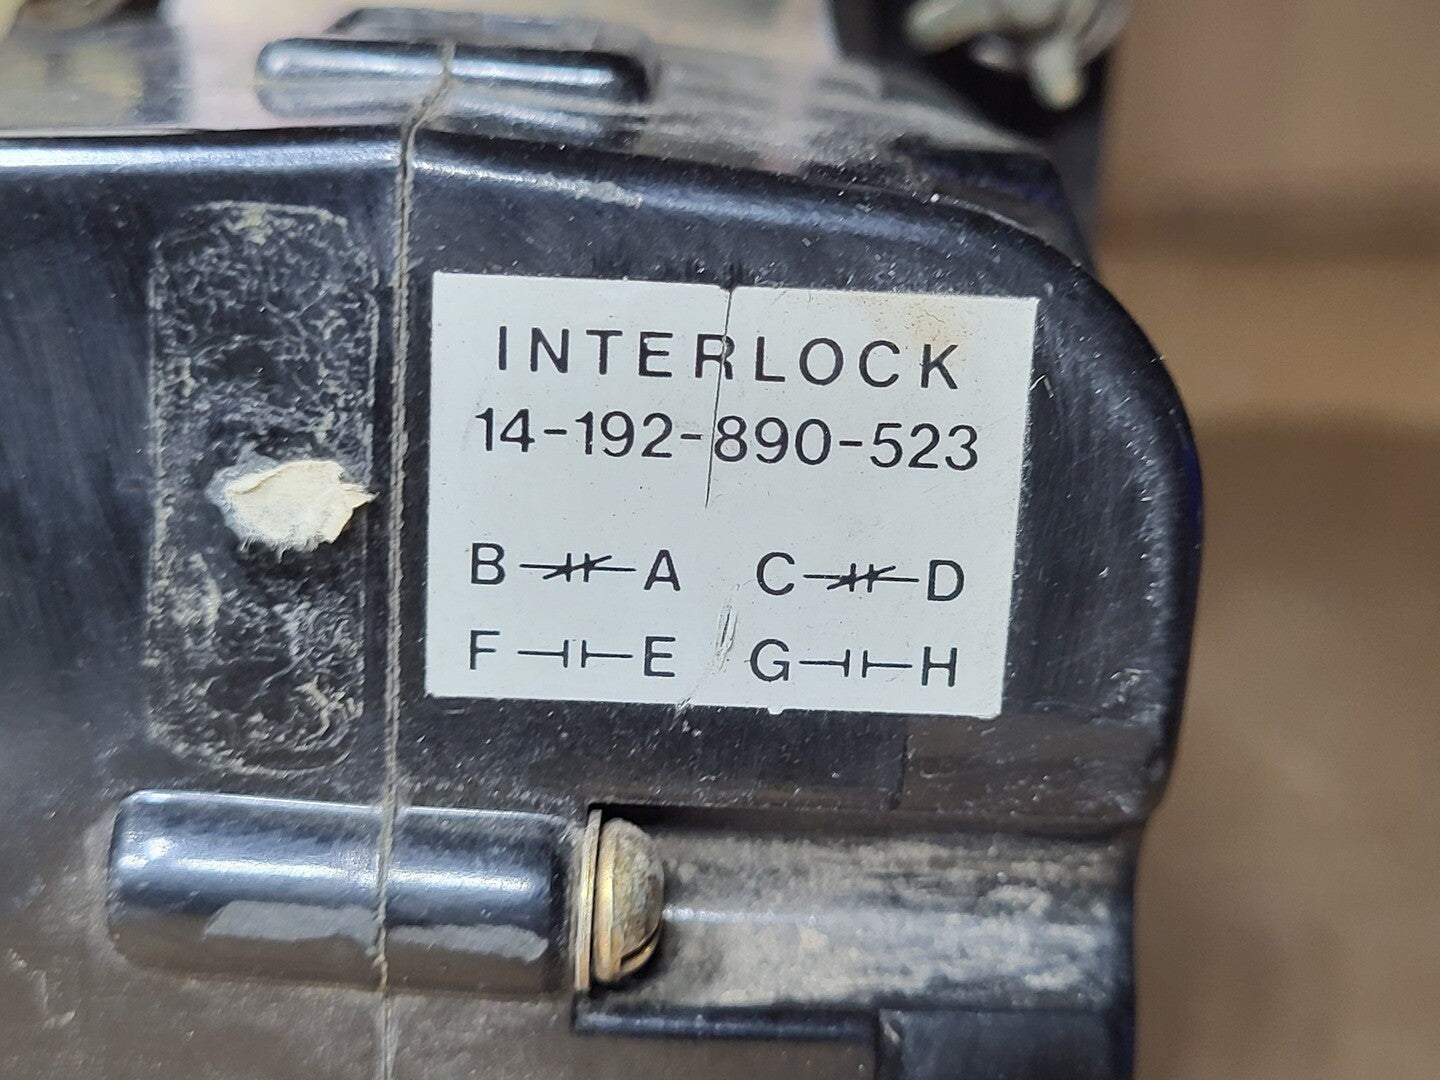 INTERLOCK
14-192-890-523
B A C D
F E G H